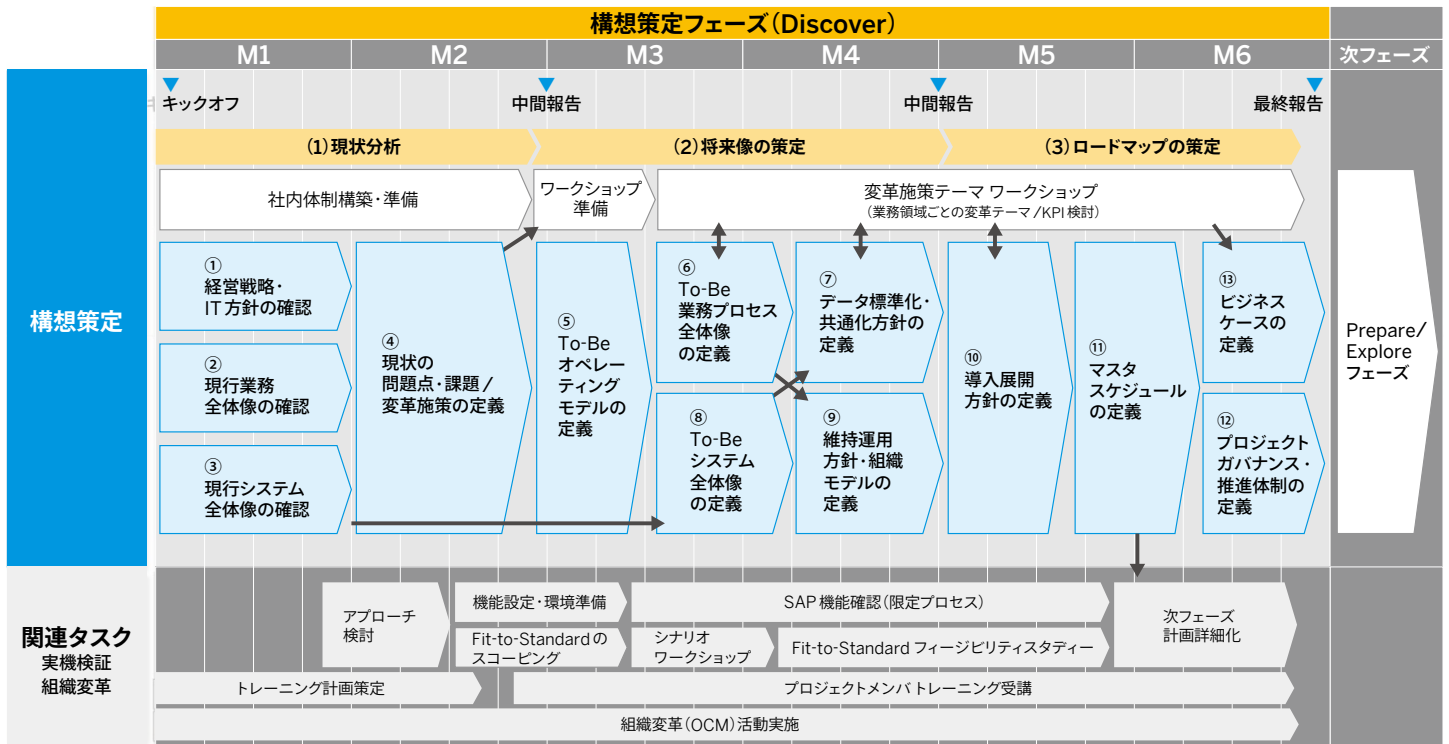 構想策定フェーズ(Discover)
M1
M2
M3
M4
M5
M6
次フェーズ
キックオフ
中間報告
中間報告
最終報告
(1)現状分析
(2)将来像の策定
(3)ロードマップの策定
社内体制構築・準備
ワークショップ
準備
変革施策テーマ ワークショップ
(業務領域ごとの変革テーマ/KPI検討)
構想策定
①
経営戦略・
IT方針の確認
②
現行業務
全体像の確認
③
現行システム
全体像の確認
④
現状の
問題点・課題/
変革施策の定義
⑤
To-Be
オペレー
ティング
モデルの
定義
⑥
To-Be
業務プロセス
全体像
の定義
⑧
To-Be
システム
全体像
の定義
⑦
データ標準化・
共通化方針の
定義
⑨
維持運用
方針・組織
モデルの
定義
⑩
導入展開
方針の定義
⑪
マスタ
スケジュール
の定義
⑬
ビジネス
ケースの
定義
⑫
プロジェクト
ガバナンス・
推進体制の
定義
Prepare/
Explore
フェーズ
関連タスク
実機検証
組織変革
アプローチ
検討
機能設定・環境準備
Fit-to-Standardの
スコーピング
SAP機能確認(限定プロセス)
シナリオ
ワークショップ
Fit-to-Standard フィージビリティスタディー
次フェーズ
計画詳細化
トレーニング計画策定
プロジェクトメンバ トレーニング受講
組織変革(OCM)活動実施